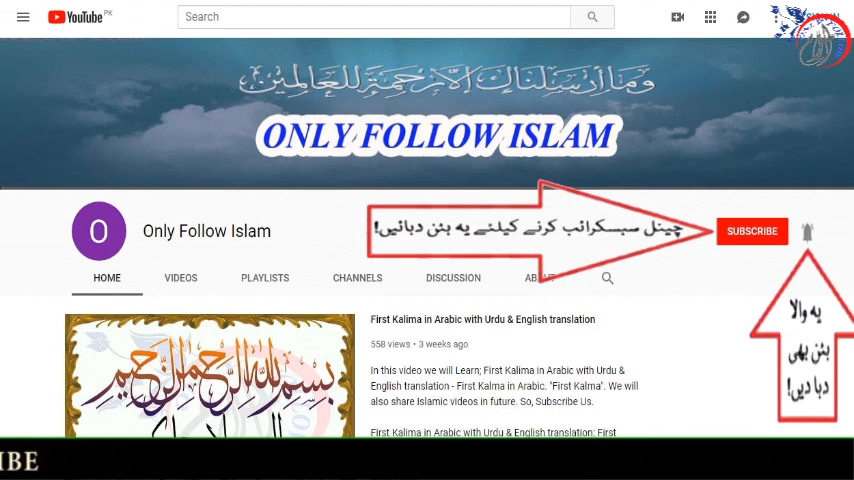 YouTube PK
Search
وما أرسلناك إلا رحمة للعالمين
ONLY FOLLOW ISLAM
O
Only Follow Islam
چینل سبسکرائب کرنے کیلئے یہ بٹن دبائیں!
SUBSCRIBE
HOME VIDEOS PLAYLISTS CHANNELS DISCUSSION
یہ والا
بٹن بھی
دبا دیں!
First Kalima in Arabic with Urdu & English translation
558 views • 3 weeks ago
بسم الله الرحمن الرحيم
In this video we will Learn; First Kalima in Arabic with Urdu &
English translation - First Kalma in Arabic. "First Kalma". We will
also share Islamic videos in future. So, Subscribe Us.
First Kalima in Arabic with Urdu & English translation: First
IBE